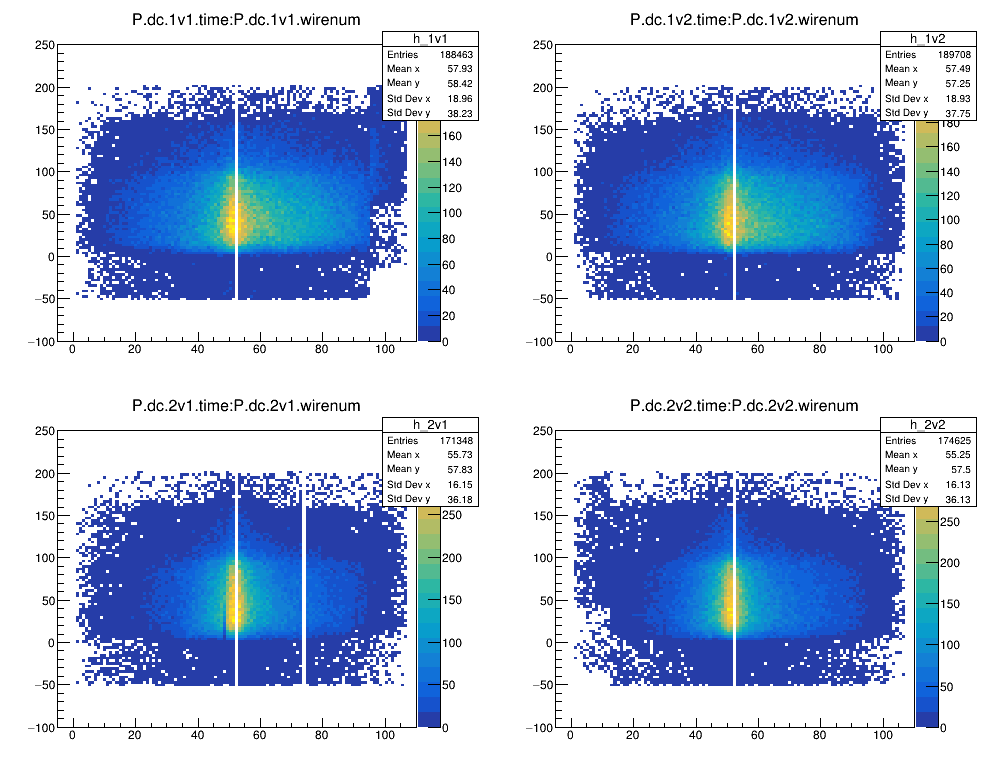 P.dc.1v1.time:P.dc.1v1.wirenum
h_1v1
Entries 188463
Mean x 57.93
Mean y 58.42
Std Dev x 18.96
Std Dev y 38.23
250
200
150
100
50
0
−50
−100
0 20 40 60 80 100
160
140
120
100
80
60
40
20
0
P.dc.1v2.time:P.dc.1v2.wirenum
h_1v2
Entries 189708
Mean x 57.49
Mean y 57.25
Std Dev x 18.93
Std Dev y 37.75
250
200
150
100
50
0
−50
−100
0 20 40 60 80 100
180
160
140
120
100
80
60
40
20
0
P.dc.2v1.time:P.dc.2v1.wirenum
h_2v1
Entries 171348
Mean x 55.73
Mean y 57.83
Std Dev x 16.15
Std Dev y 36.18
250
200
150
100
50
0
−50
−100
0 20 40 60 80 100
250
200
150
100
50
0
P.dc.2v2.time:P.dc.2v2.wirenum
h_2v2
Entries 174625
Mean x 55.25
Mean y 57.5
Std Dev x 16.13
Std Dev y 36.13
250
200
150
100
50
0
−50
−100
0 20 40 60 80 100
250
200
150
100
50
0